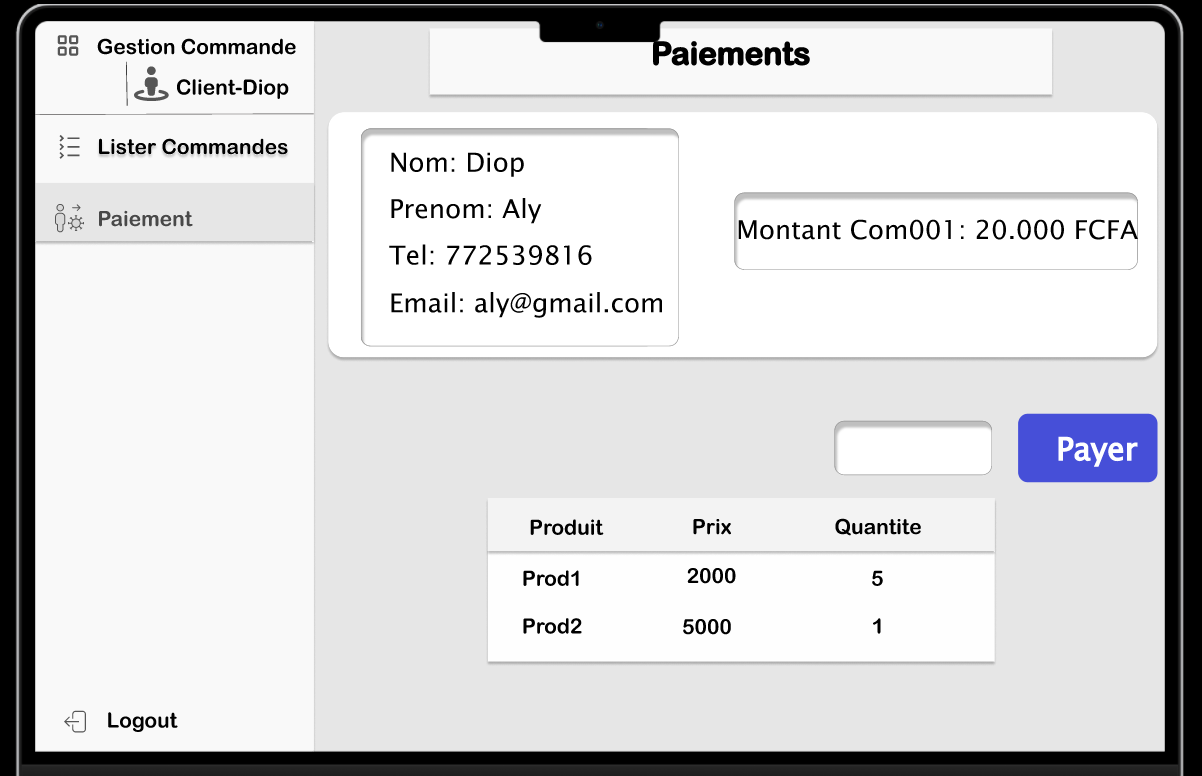 Gestion Commande
Client-Diop
Lister Commandes
Paiement
Logout
Paiements
Nom: Diop
Prenom: Aly
Tel: 772539816
Email: aly@gmail.com
Montant Com001: 20.000 FCFA
Payer
Produit Prix Quantite
Prod1 2000 5
Prod2 5000 1